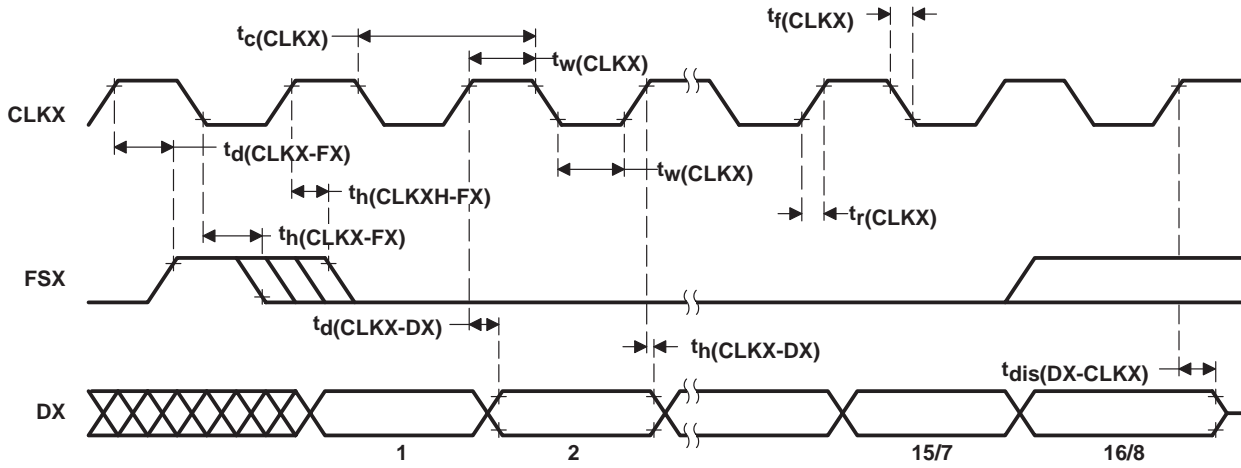 tc(CLKX)
tf(CLKX)
tw(CLKX)
CLKX
td(CLKX-FX)
tw(CLKX)
th(CLKXH-FX)
tr(CLKX)
th(CLKX-FX)
FSX
td(CLKX-DX)
th(CLKX-DX)
tdis(DX-CLKX)
DX
1
2
15/7
16/8